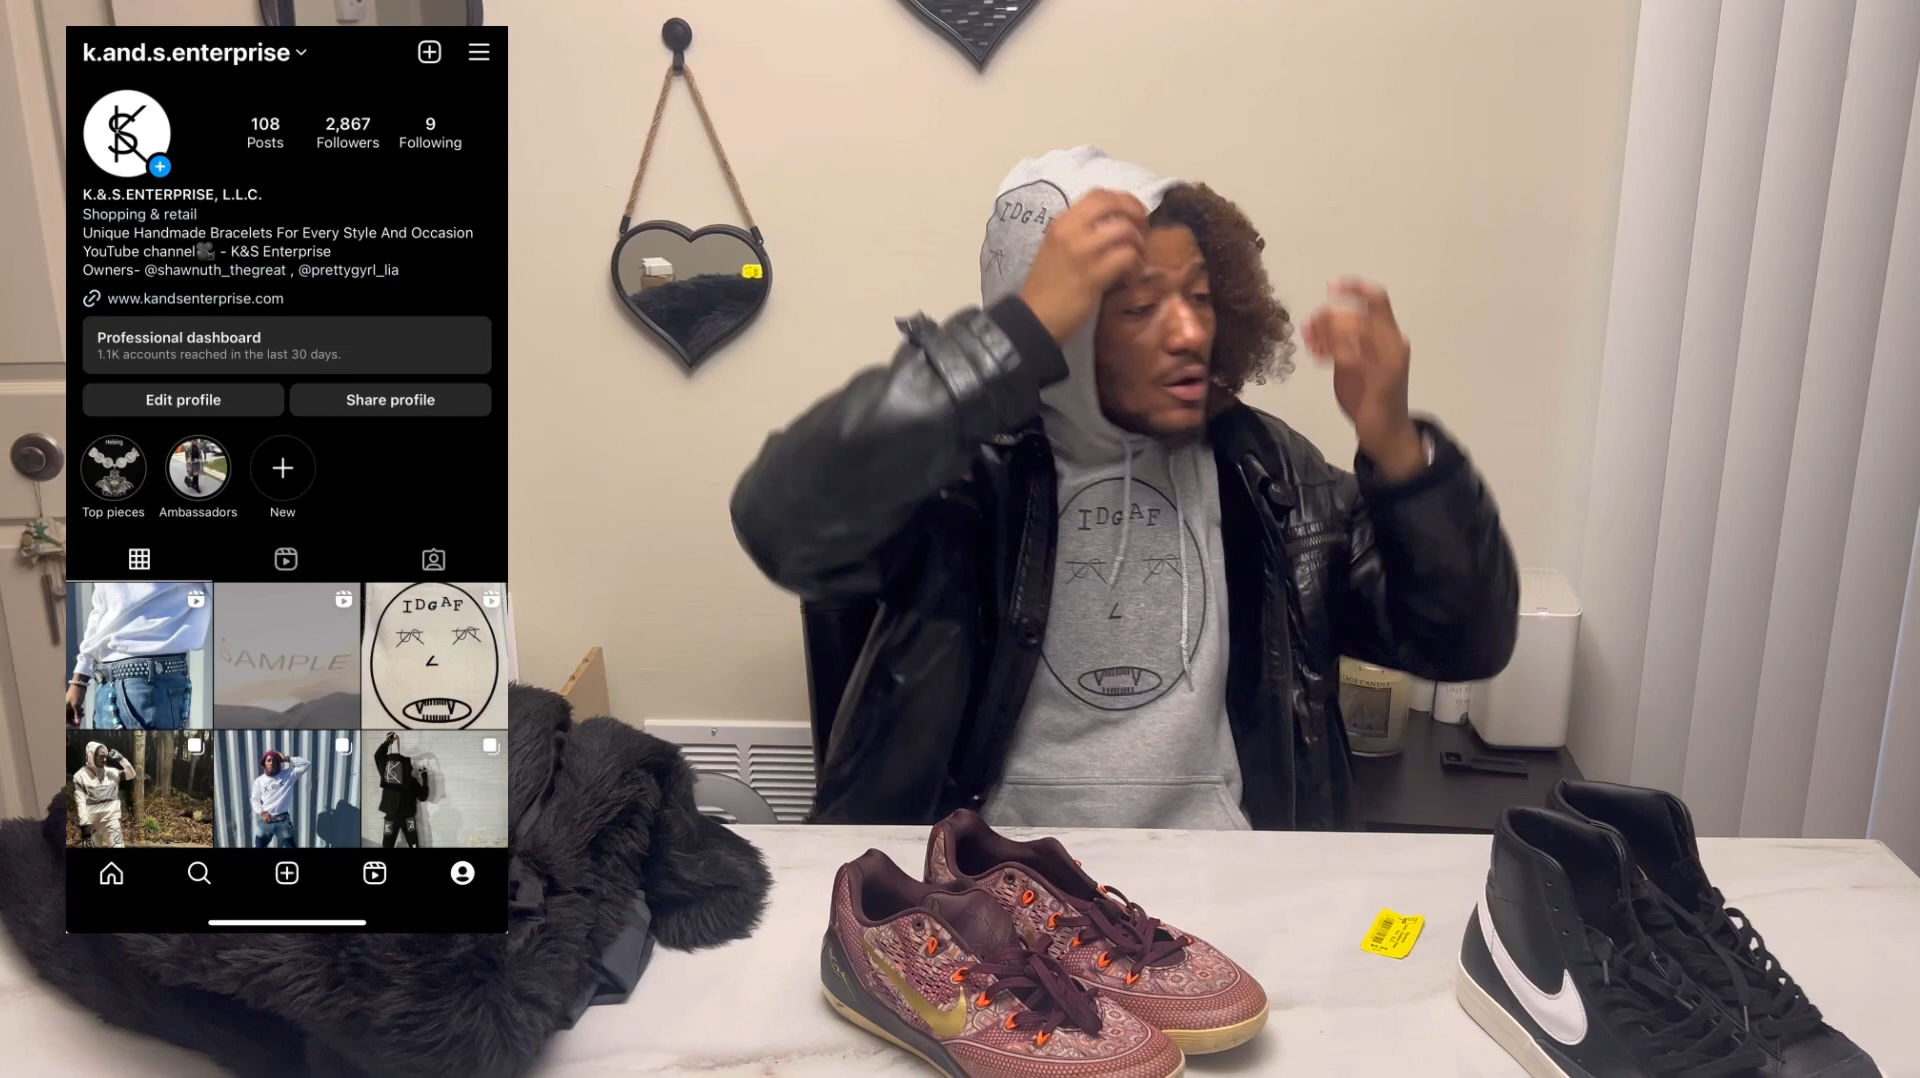 k.and.s.enterprise
108
Posts
2,867
Followers
9
Following
K.&.S.ENTERPRISE, L.L.C.
Shopping & retail
Unique Handmade Bracelets For Every Style And Occasion
YouTube channel🎥 - K&S Enterprise
Owners- @shawnuth_thegreat , @prettygyrl_lia
www.kandsenterprise.com
Professional dashboard
1.1K accounts reached in the last 30 days.
Edit profile
Share profile
Helsing
Top pieces
Ambassadors
New
SAMPLE
IDGAF
IDGAF
IDGAF